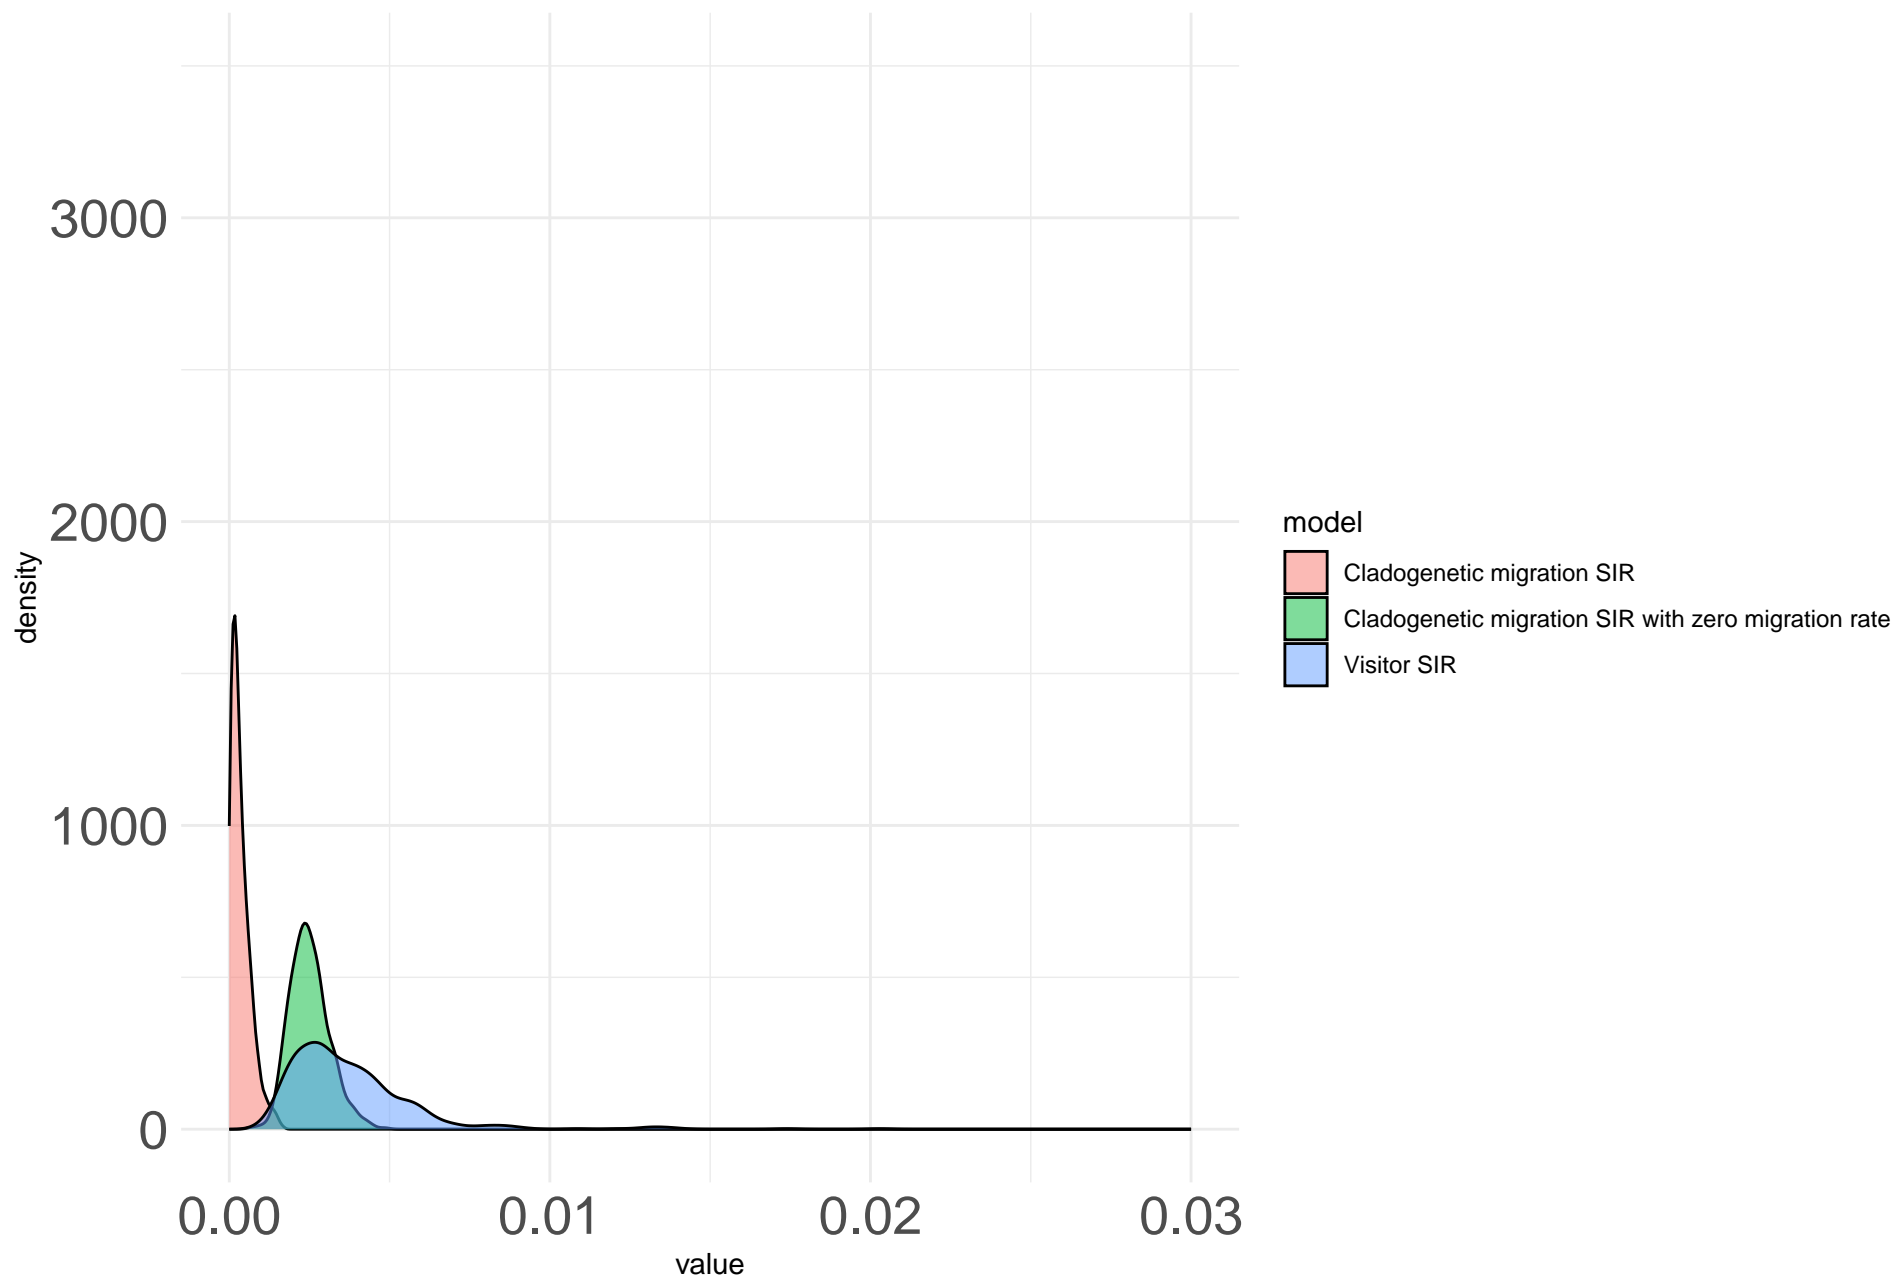 3000
2000
1000
0
density
0.00
0.01
0.02
0.03
value
model
Cladogenetic migration SIR
Cladogenetic migration SIR with zero migration rate
Visitor SIR